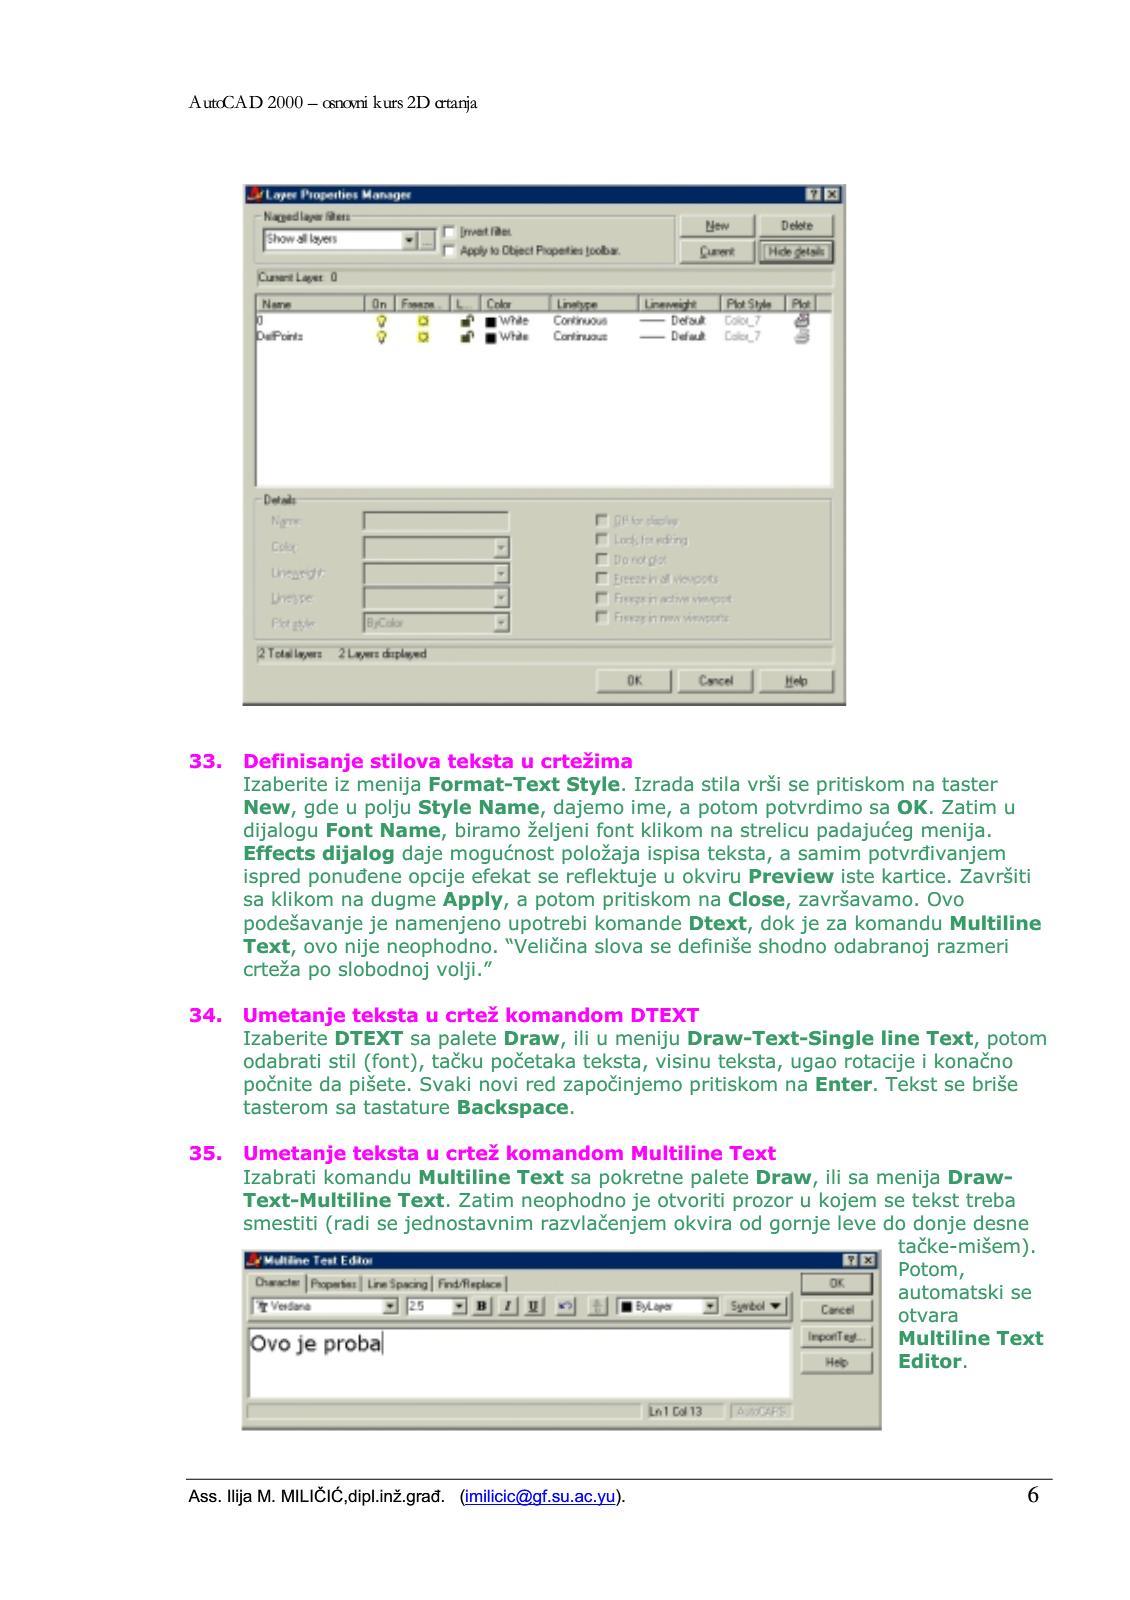 AutoCAD 2000 – osnovni kurs 2D crtanja
Layer Properties Manager
Named layer filters
Show all layers
...
Invert filter.
Apply to Object Properties toolbar.
New
Delete
Current
Hide details
Current Layer: 0
Name On Freeze... L... Color Linetype Lineweight Plot Style Plot
0 White Continuous Default Color_7
DefPoints White Continuous Default Color_7
Details
Name:
Color:
Lineweight:
Linetype:
Plot style: ByColor
Off for display
Lock for editing
Do not plot
Freeze in all viewports
Freeze in active viewport
Freeze in new viewports
2 Total layers 2 Layers displayed
OK Cancel Help
33. Definisanje stilova teksta u crtežima
Izaberite iz menija Format-Text Style. Izrada stila vrši se pritiskom na taster
New, gde u polju Style Name, dajemo ime, a potom potvrdimo sa OK. Zatim u
dijalogu Font Name, biramo željeni font klikom na strelicu padajućeg menija.
Effects dijalog daje mogućnost položaja ispisa teksta, a samim potvrđivanjem
ispred ponuđene opcije efekat se reflektuje u okviru Preview iste kartice. Završiti
sa klikom na dugme Apply, a potom pritiskom na Close, završavamo. Ovo
podešavanje je namenjeno upotrebi komande Dtext, dok je za komandu Multiline
Text, ovo nije neophodno. “Veličina slova se definiše shodno odabranoj razmeri
crteža po slobodnoj volji.”
34. Umetanje teksta u crtež komandom DTEXT
Izaberite DTEXT sa palete Draw, ili u meniju Draw-Text-Single line Text, potom
odabrati stil (font), tačku početaka teksta, visinu teksta, ugao rotacije i konačno
počnite da pišete. Svaki novi red započinjemo pritiskom na Enter. Tekst se briše
tasterom sa tastature Backspace.
35. Umetanje teksta u crtež komandom Multiline Text
Izabrati komandu Multiline Text sa pokretne palete Draw, ili sa menija Draw-
Text-Multiline Text. Zatim neophodno je otvoriti prozor u kojem se tekst treba
smestiti (radi se jednostavnim razvlačenjem okvira od gornje leve do donje desne
tačke-mišem).
Potom,
automatski se
otvara
Multiline Text
Editor.
Multiline Text Editor
Character Properties Line Spacing Find/Replace
Verdana 2.5 B I U ByLayer Symbol
Ovo je proba
OK
Cancel
Import Text...
Help
Ln 1 Col 13 AutoCAPS
Ass. Ilija M. MILIČIĆ,dipl.inž.građ. (imilicic@gf.su.ac.yu). 6